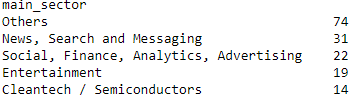 main_sector
Others 74
News, Search and Messaging 31
Social, Finance, Analytics, Advertising 22
Entertainment 19
Cleantech / Semiconductors 14